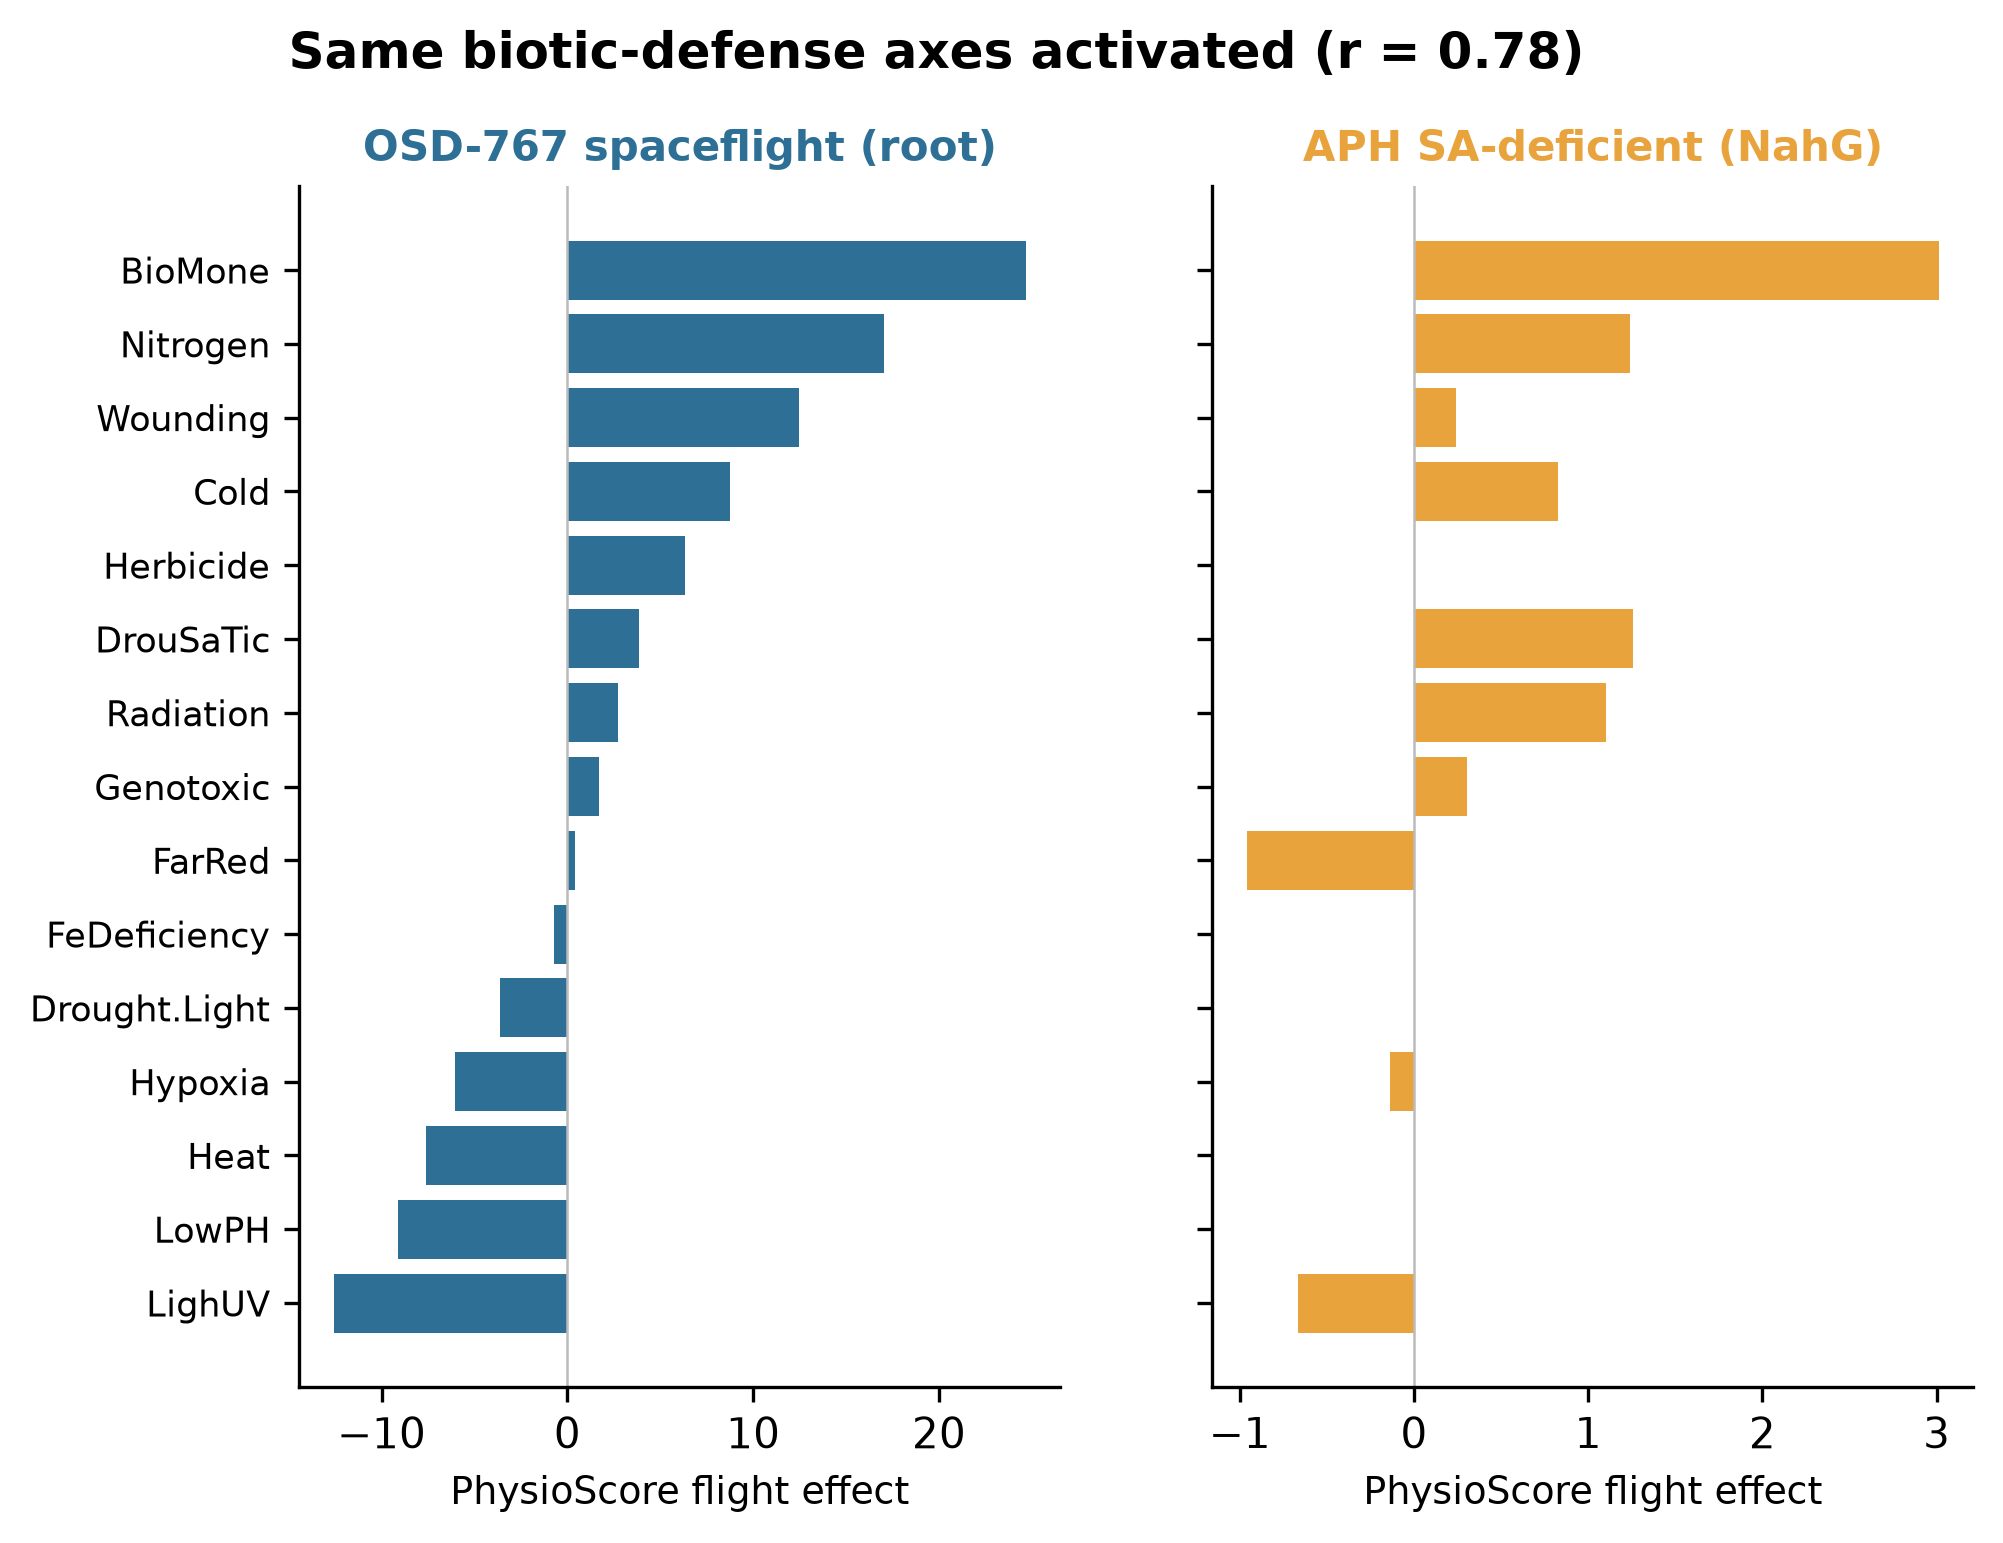 Same biotic-defense axes activated (r = 0.78)
OSD-767 spaceflight (root)
APH SA-deficient (NahG)
BioMone
Nitrogen
Wounding
Cold
Herbicide
DrouSaTic
Radiation
Genotoxic
FarRed
FeDeficiency
Drought.Light
Hypoxia
Heat
LowPH
LighUV
−10 0 10 20
−1 0 1 2 3
PhysioScore flight effect
PhysioScore flight effect